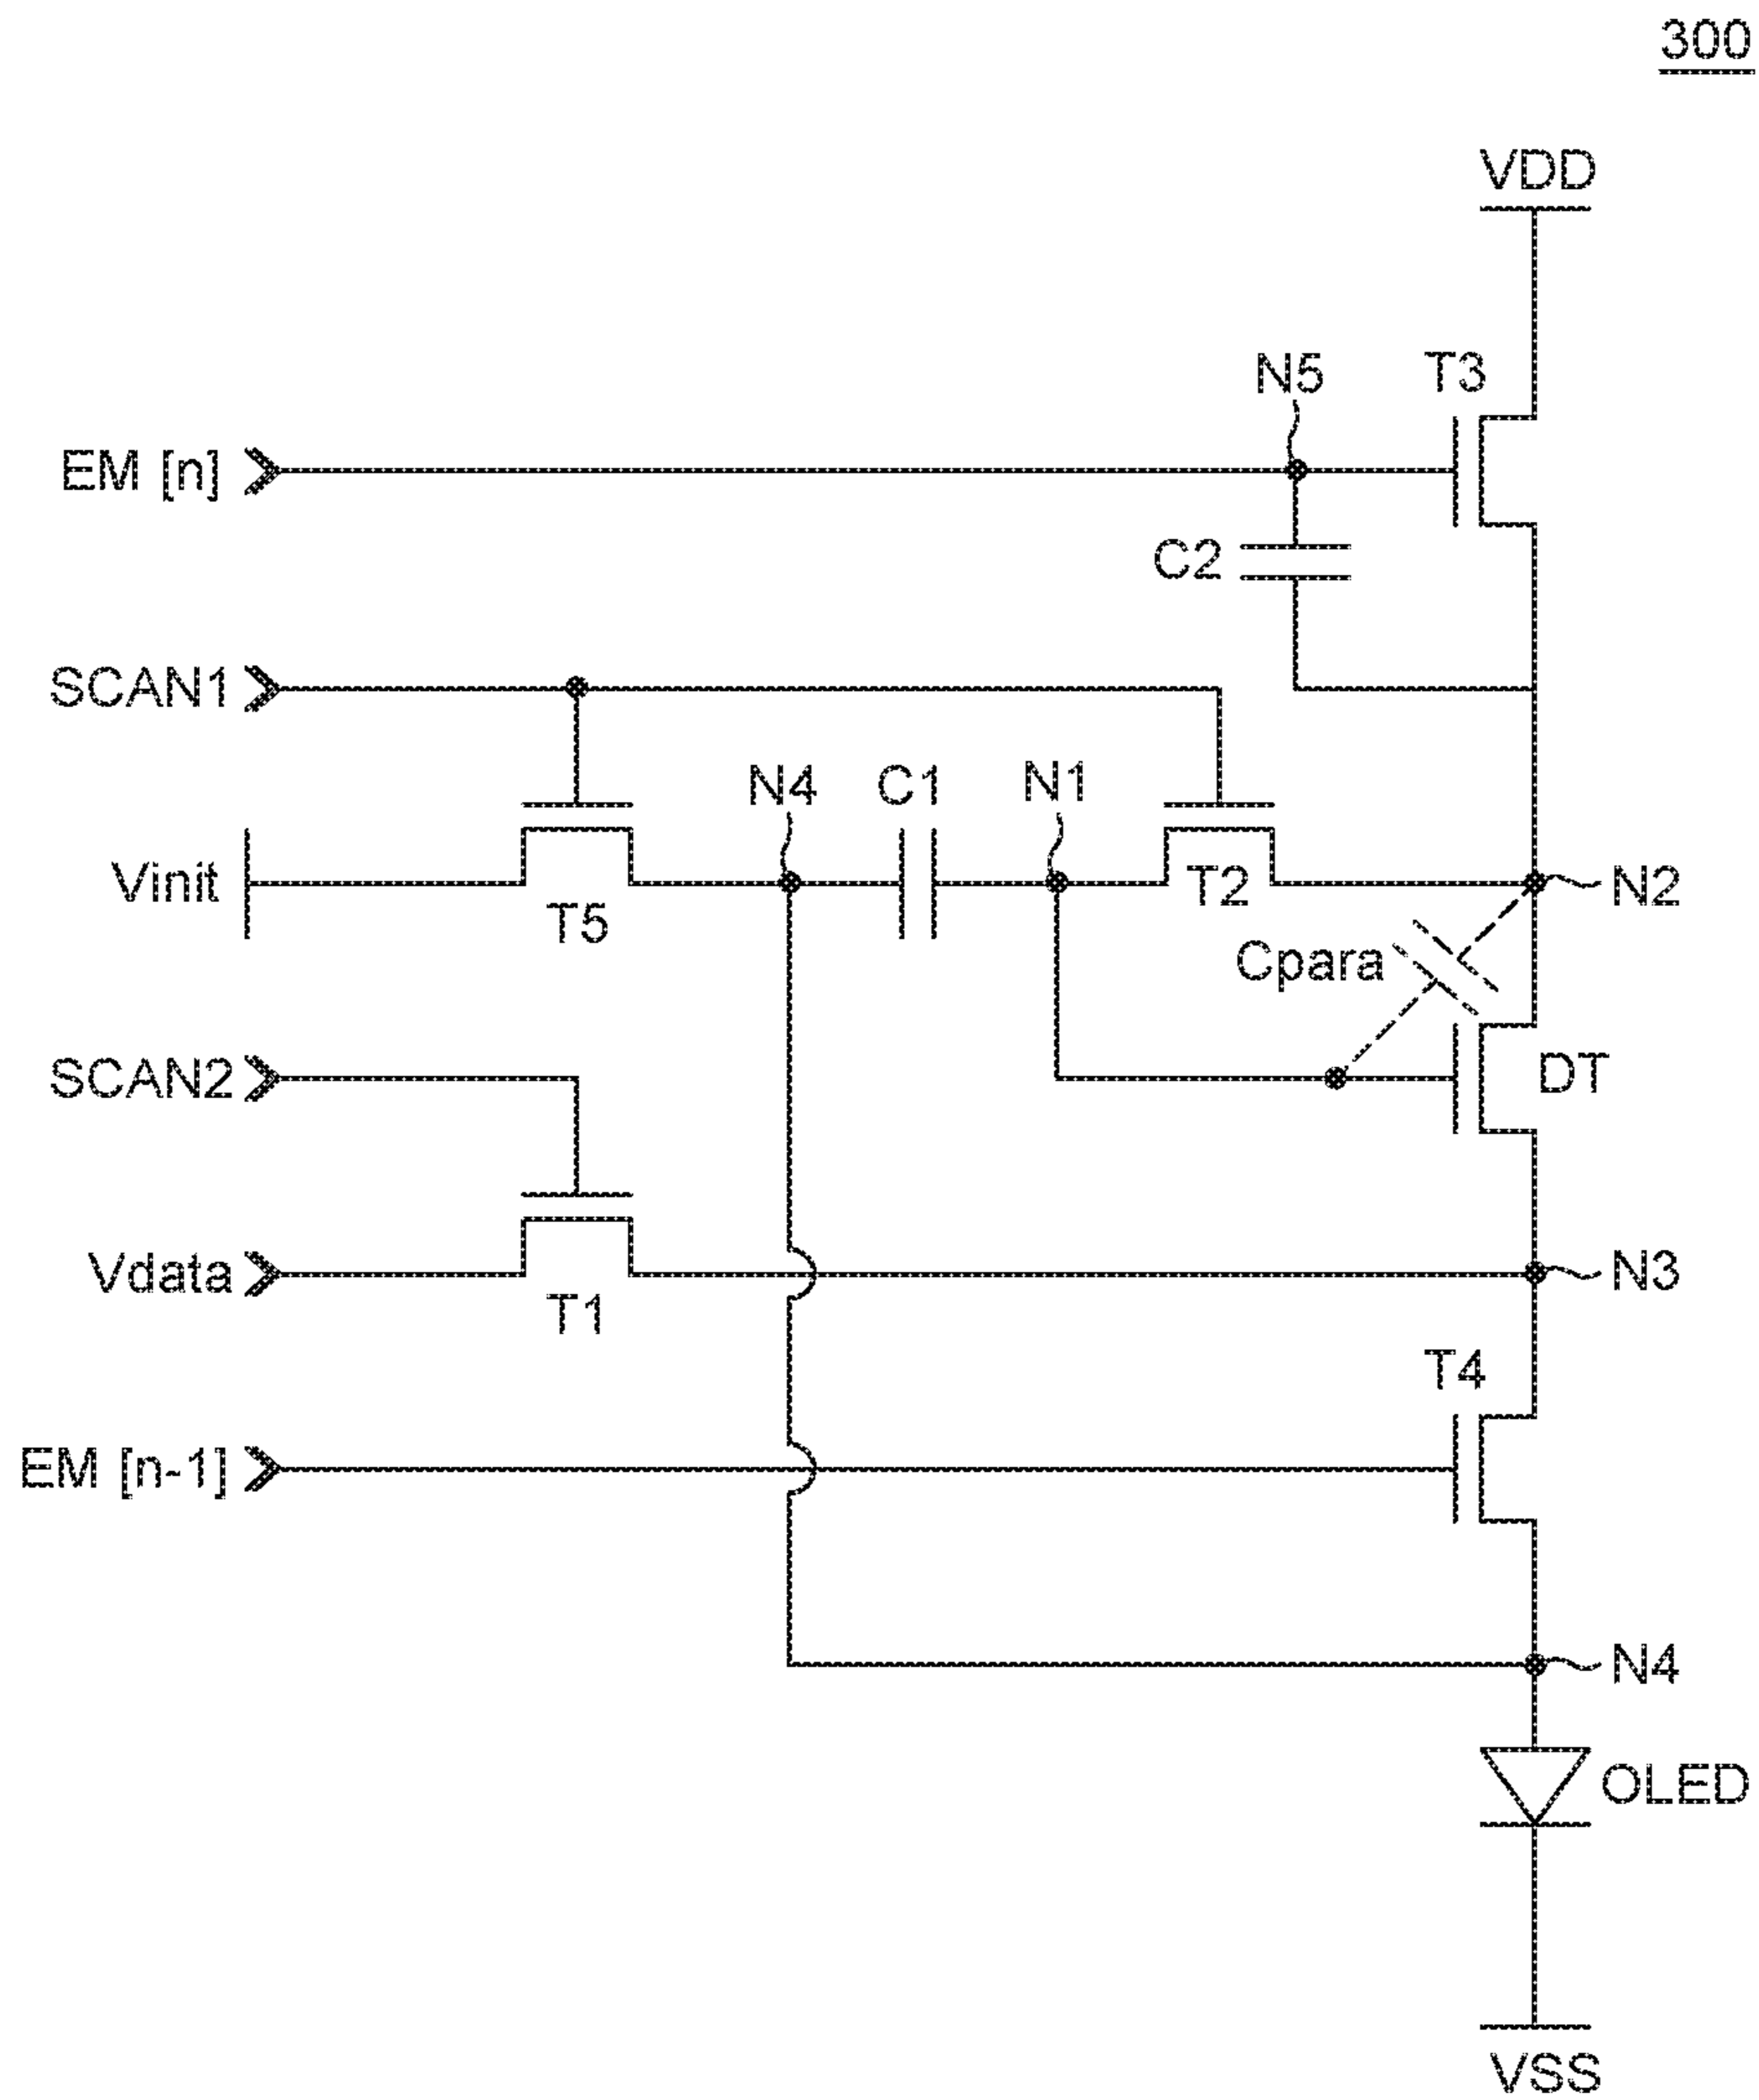 300
VDD
N5
T3
EM [n]
C2
SCAN1
N4
C1
N1
Vinit
T5
T2
N2
Cpara
SCAN2
DT
Vdata
T1
N3
T4
EM [n-1]
N4
OLED
VSS